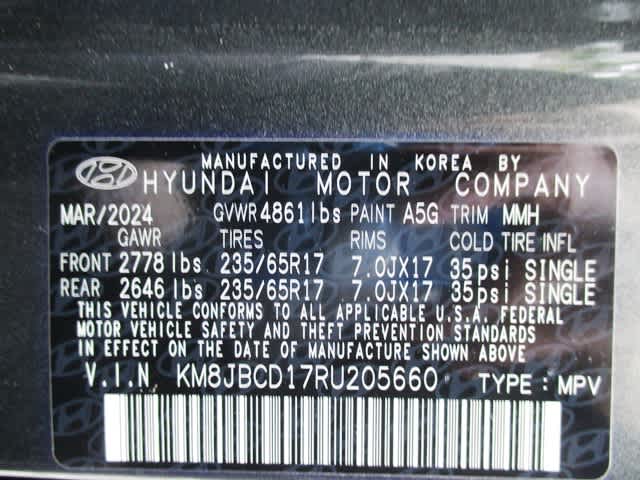 MANUFACTURED IN KOREA BY
HYUNDAI MOTOR COMPANY
MAR/2024 GVWR 4861lbs PAINT A5G TRIM MMH
GAWR TIRES RIMS COLD TIRE INFL
FRONT 2778 lbs 235/65R17 7.0JX17 35psi SINGLE
REAR 2646 lbs 235/65R17 7.0JX17 35psi SINGLE
THIS VEHICLE CONFORMS TO ALL APPLICABLE U.S.A. FEDERAL
MOTOR VEHICLE SAFETY AND THEFT PREVENTION STANDARDS
IN EFFECT ON THE DATE OF MANUFACTURE SHOWN ABOVE.
V.I.N KM8JBCD17RU205660 TYPE : MPV